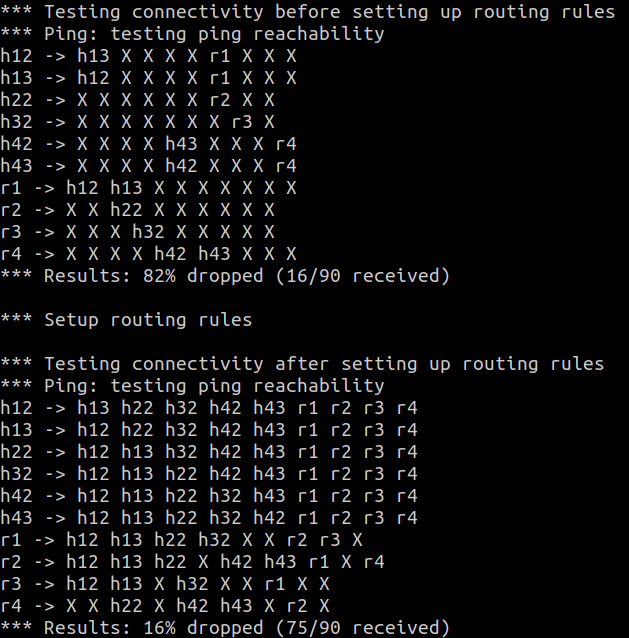 *** Testing connectivity before setting up routing rules
*** Ping: testing ping reachability
h12 -> h13 X X X X r1 X X X
h13 -> h12 X X X X r1 X X X
h22 -> X X X X X X r2 X X
h32 -> X X X X X X X r3 X
h42 -> X X X X h43 X X X r4
h43 -> X X X X h42 X X X r4
r1 -> h12 h13 X X X X X X X
r2 -> X X h22 X X X X X X
r3 -> X X X h32 X X X X X
r4 -> X X X X h42 h43 X X X
*** Results: 82% dropped (16/90 received)
*** Setup routing rules
*** Testing connectivity after setting up routing rules
*** Ping: testing ping reachability
h12 -> h13 h22 h32 h42 h43 r1 r2 r3 r4
h13 -> h12 h22 h32 h42 h43 r1 r2 r3 r4
h22 -> h12 h13 h32 h42 h43 r1 r2 r3 r4
h32 -> h12 h13 h22 h42 h43 r1 r2 r3 r4
h42 -> h12 h13 h22 h32 h43 r1 r2 r3 r4
h43 -> h12 h13 h22 h32 h42 r1 r2 r3 r4
r1 -> h12 h13 h22 h32 X X r2 r3 X
r2 -> h12 h13 h22 X h42 h43 r1 X r4
r3 -> h12 h13 X h32 X X r1 X X
r4 -> X X h22 X h42 h43 X r2 X
*** Results: 16% dropped (75/90 received)